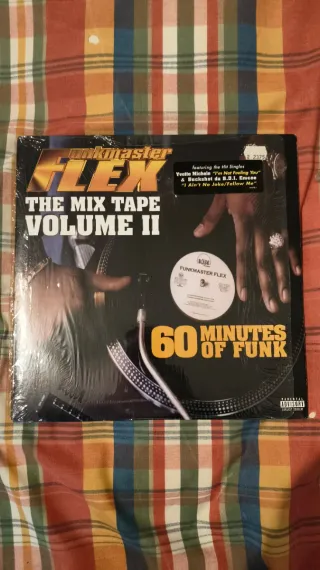 Funkmaster
FLEX
THE MIX TAPE
VOLUME II
featuring the Hit Singles
Yvette Michele "I'm Not Feeling You"
& Buckshot da B.D.I. Emcee
"I Ain't No Joke/Follow Me"
FUNKMASTER FLEX
60 MINUTES
OF FUNK
PARENTAL
ADVISORY
EXPLICIT LYRICS